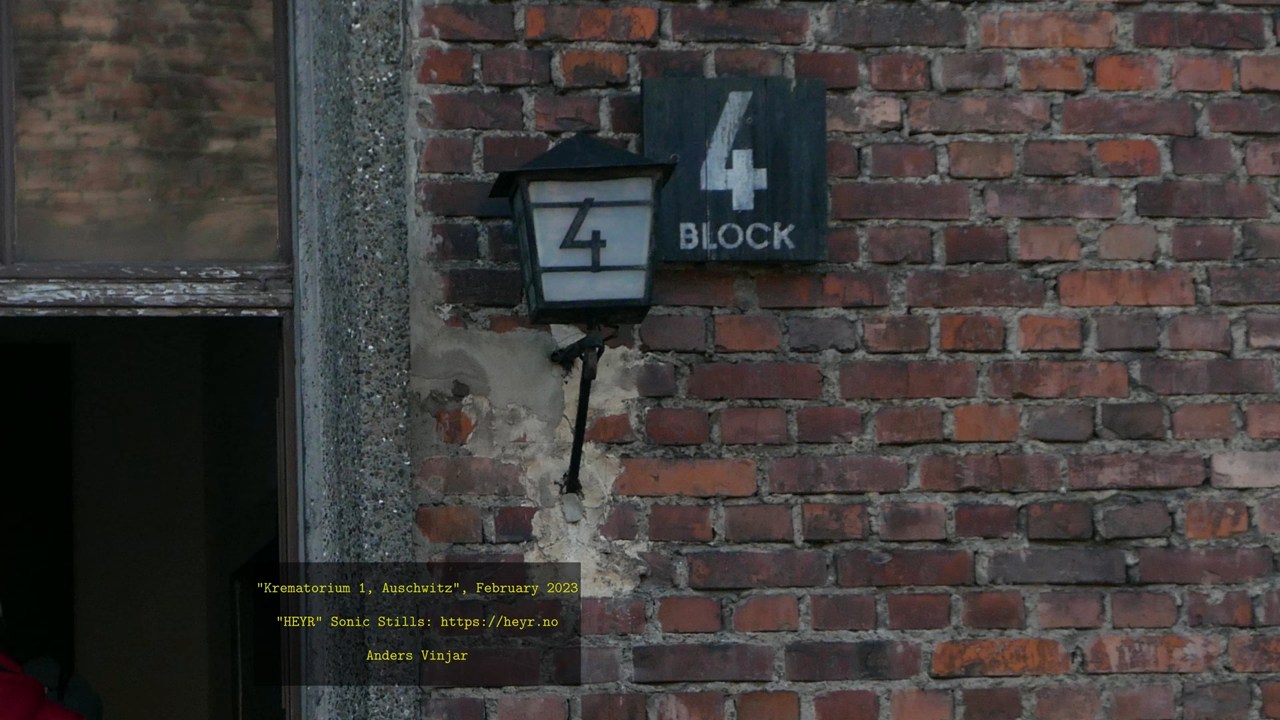 4
BLOCK
4
"Krematorium 1, Auschwitz", February 2023
"HEYR" Sonic Stills: https://heyr.no
Anders Vinjar